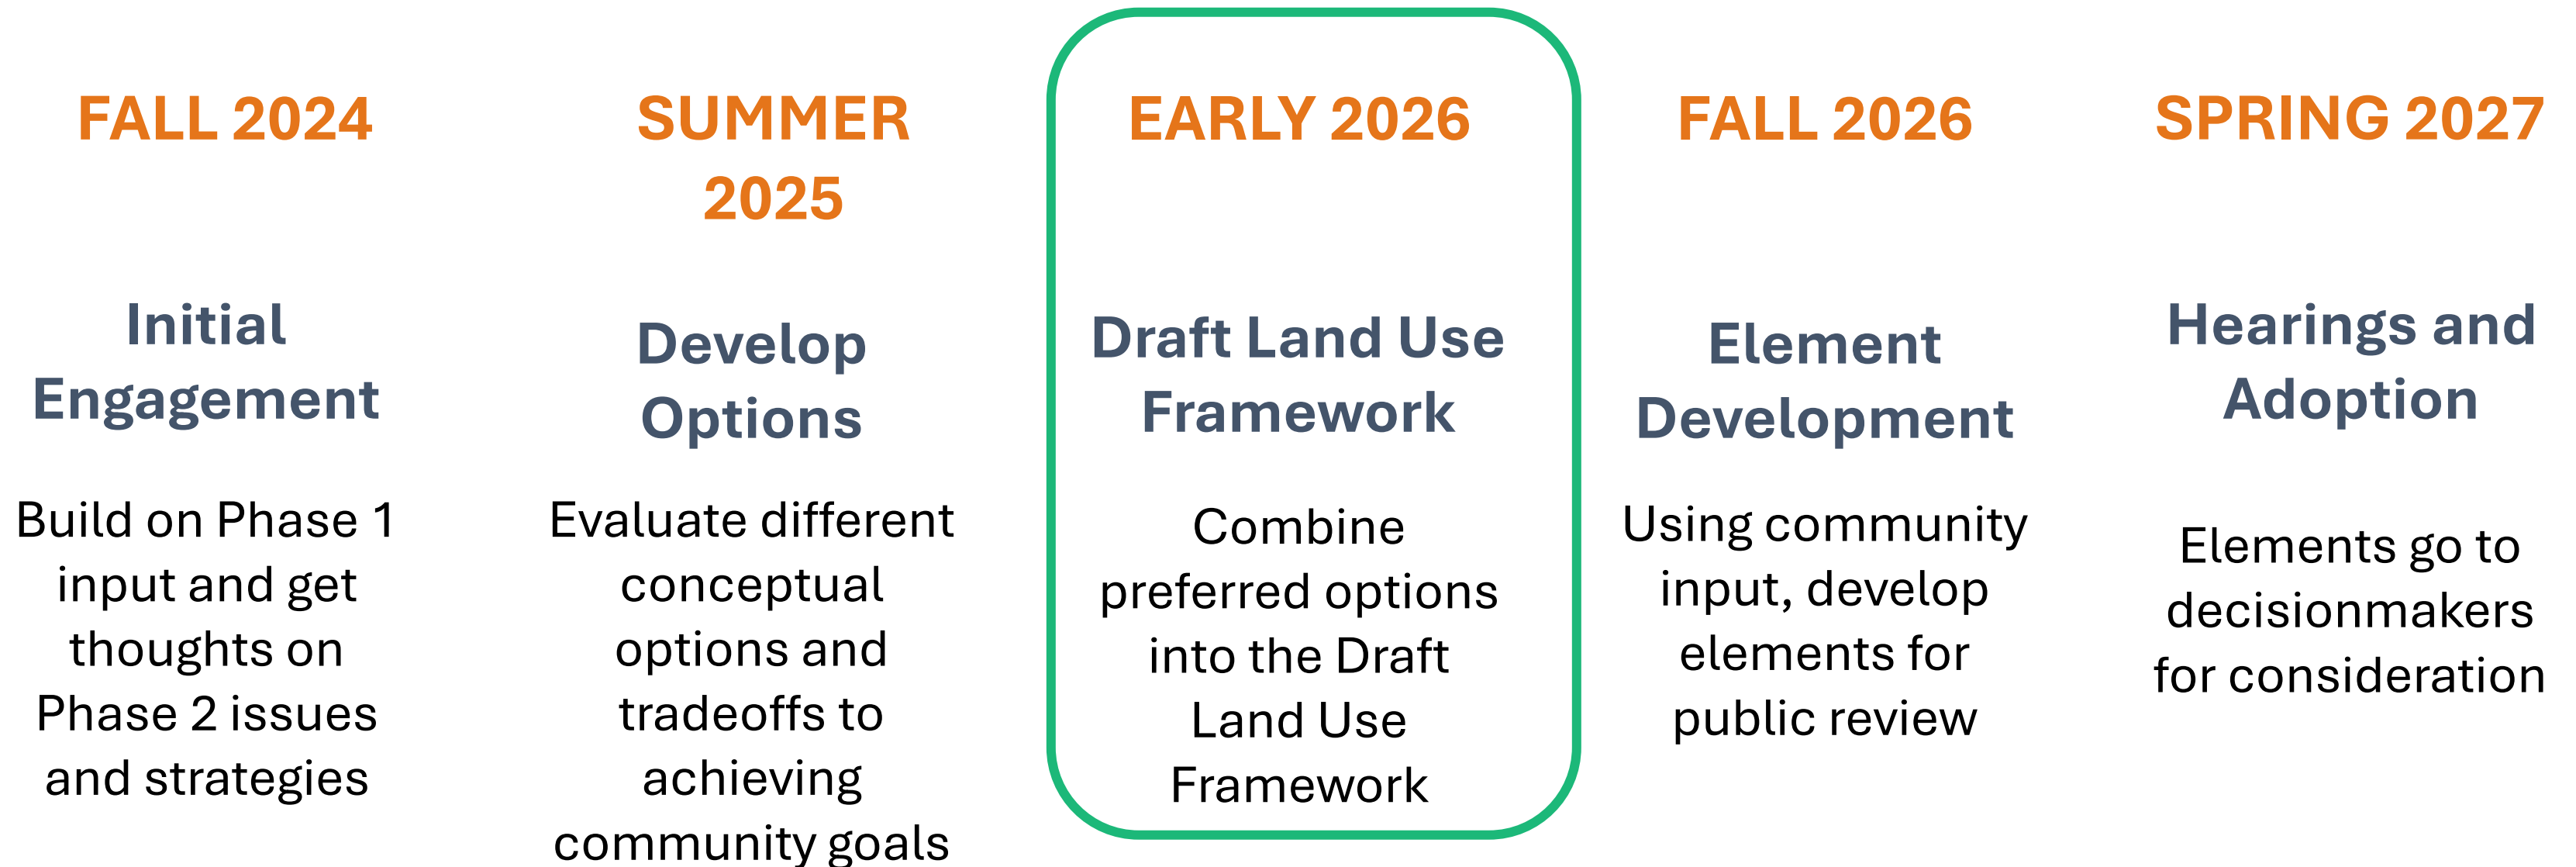 FALL 2024
Initial
Engagement
Build on Phase 1
input and get
thoughts on
Phase 2 issues
and strategies
SUMMER
2025
Develop
Options
Evaluate different
conceptual
options and
tradeoffs to
achieving
community goals
EARLY 2026
Draft Land Use
Framework
Combine
preferred options
into the Draft
Land Use
Framework
FALL 2026
Element
Development
Using community
input, develop
elements for
public review
SPRING 2027
Hearings and
Adoption
Elements go to
decisionmakers
for consideration